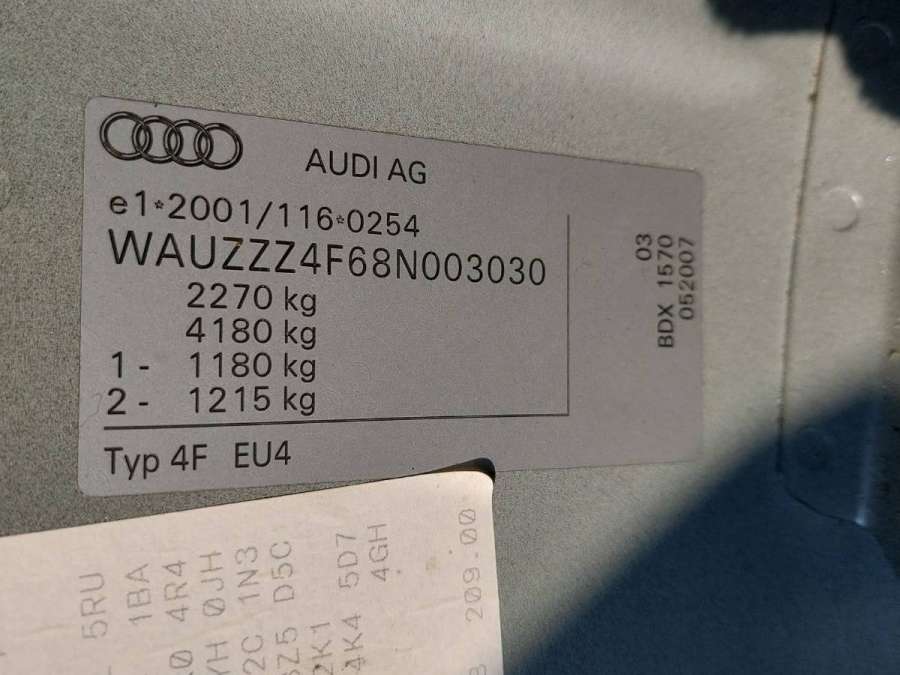 AUDI AG
e1*2001/116*0254
WAUZZZ4F68N003030
2270 kg
4180 kg
1 - 1180 kg
2 - 1215 kg
Typ 4F EU4
03
BDX 1570
052007
5RU
1BA
4R4
0JH
1N3
D5C
5D7
4GH
209.00